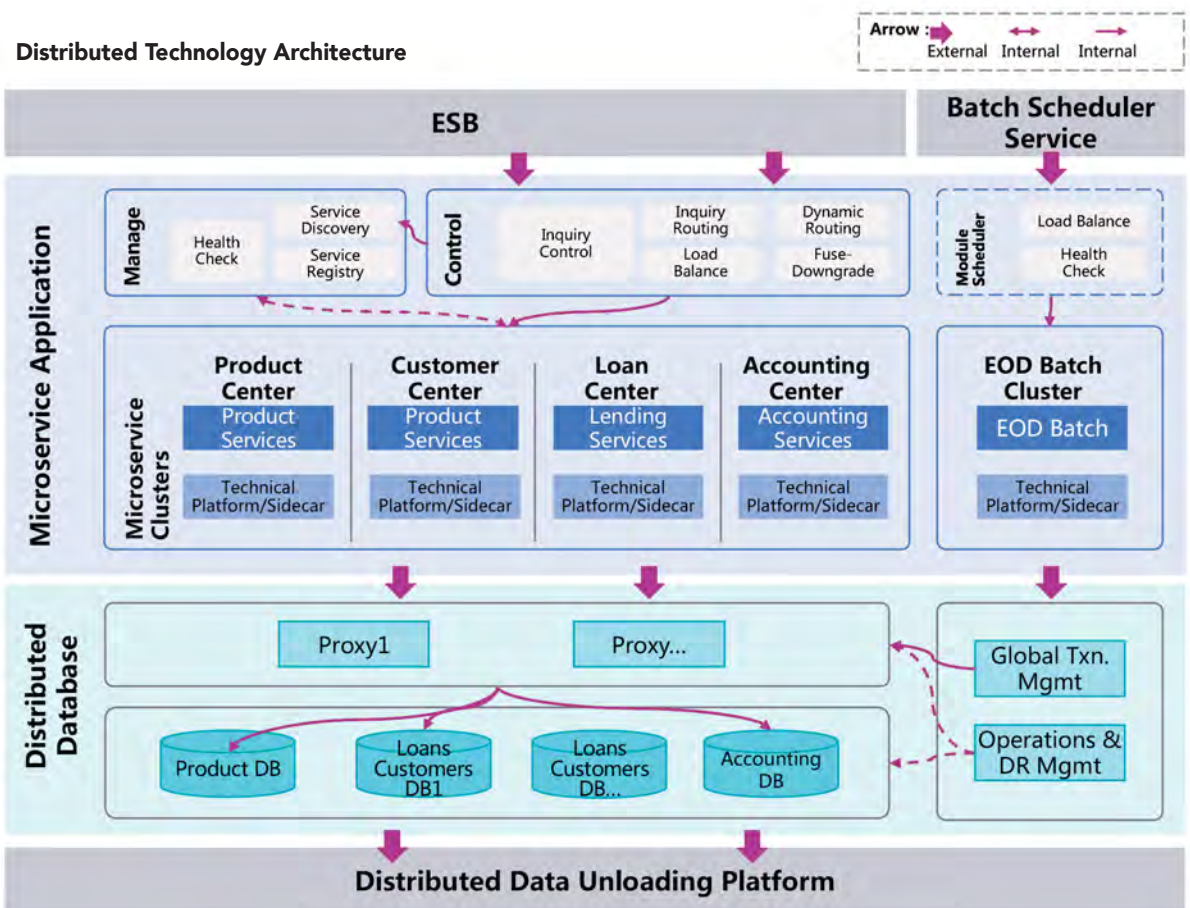 Distributed Technology Architecture
Arrow :
External
Internal
Internal
ESB
Batch Scheduler
Service
Microservice Application
Manage
Health
Check
Service
Discovery
Service
Registry
Control
Inquiry
Control
Inquiry
Routing
Load
Balance
Dynamic
Routing
Fuse-
Downgrade
Module
Scheduler
Load Balance
Health
Check
Microservice
Clusters
Product
Center
Product
Services
Technical
Platform/Sidecar
Customer
Center
Product
Services
Technical
Platform/Sidecar
Loan
Center
Lending
Services
Technical
Platform/Sidecar
Accounting
Center
Accounting
Services
Technical
Platform/Sidecar
EOD Batch
Cluster
EOD Batch
Technical
Platform/Sidecar
Distributed
Database
Proxy1
Proxy...
Global Txn.
Mgmt
Operations &
DR Mgmt
Product DB
Loans
Customers
DB1
Loans
Customers
DB...
Accounting
DB
Distributed Data Unloading Platform